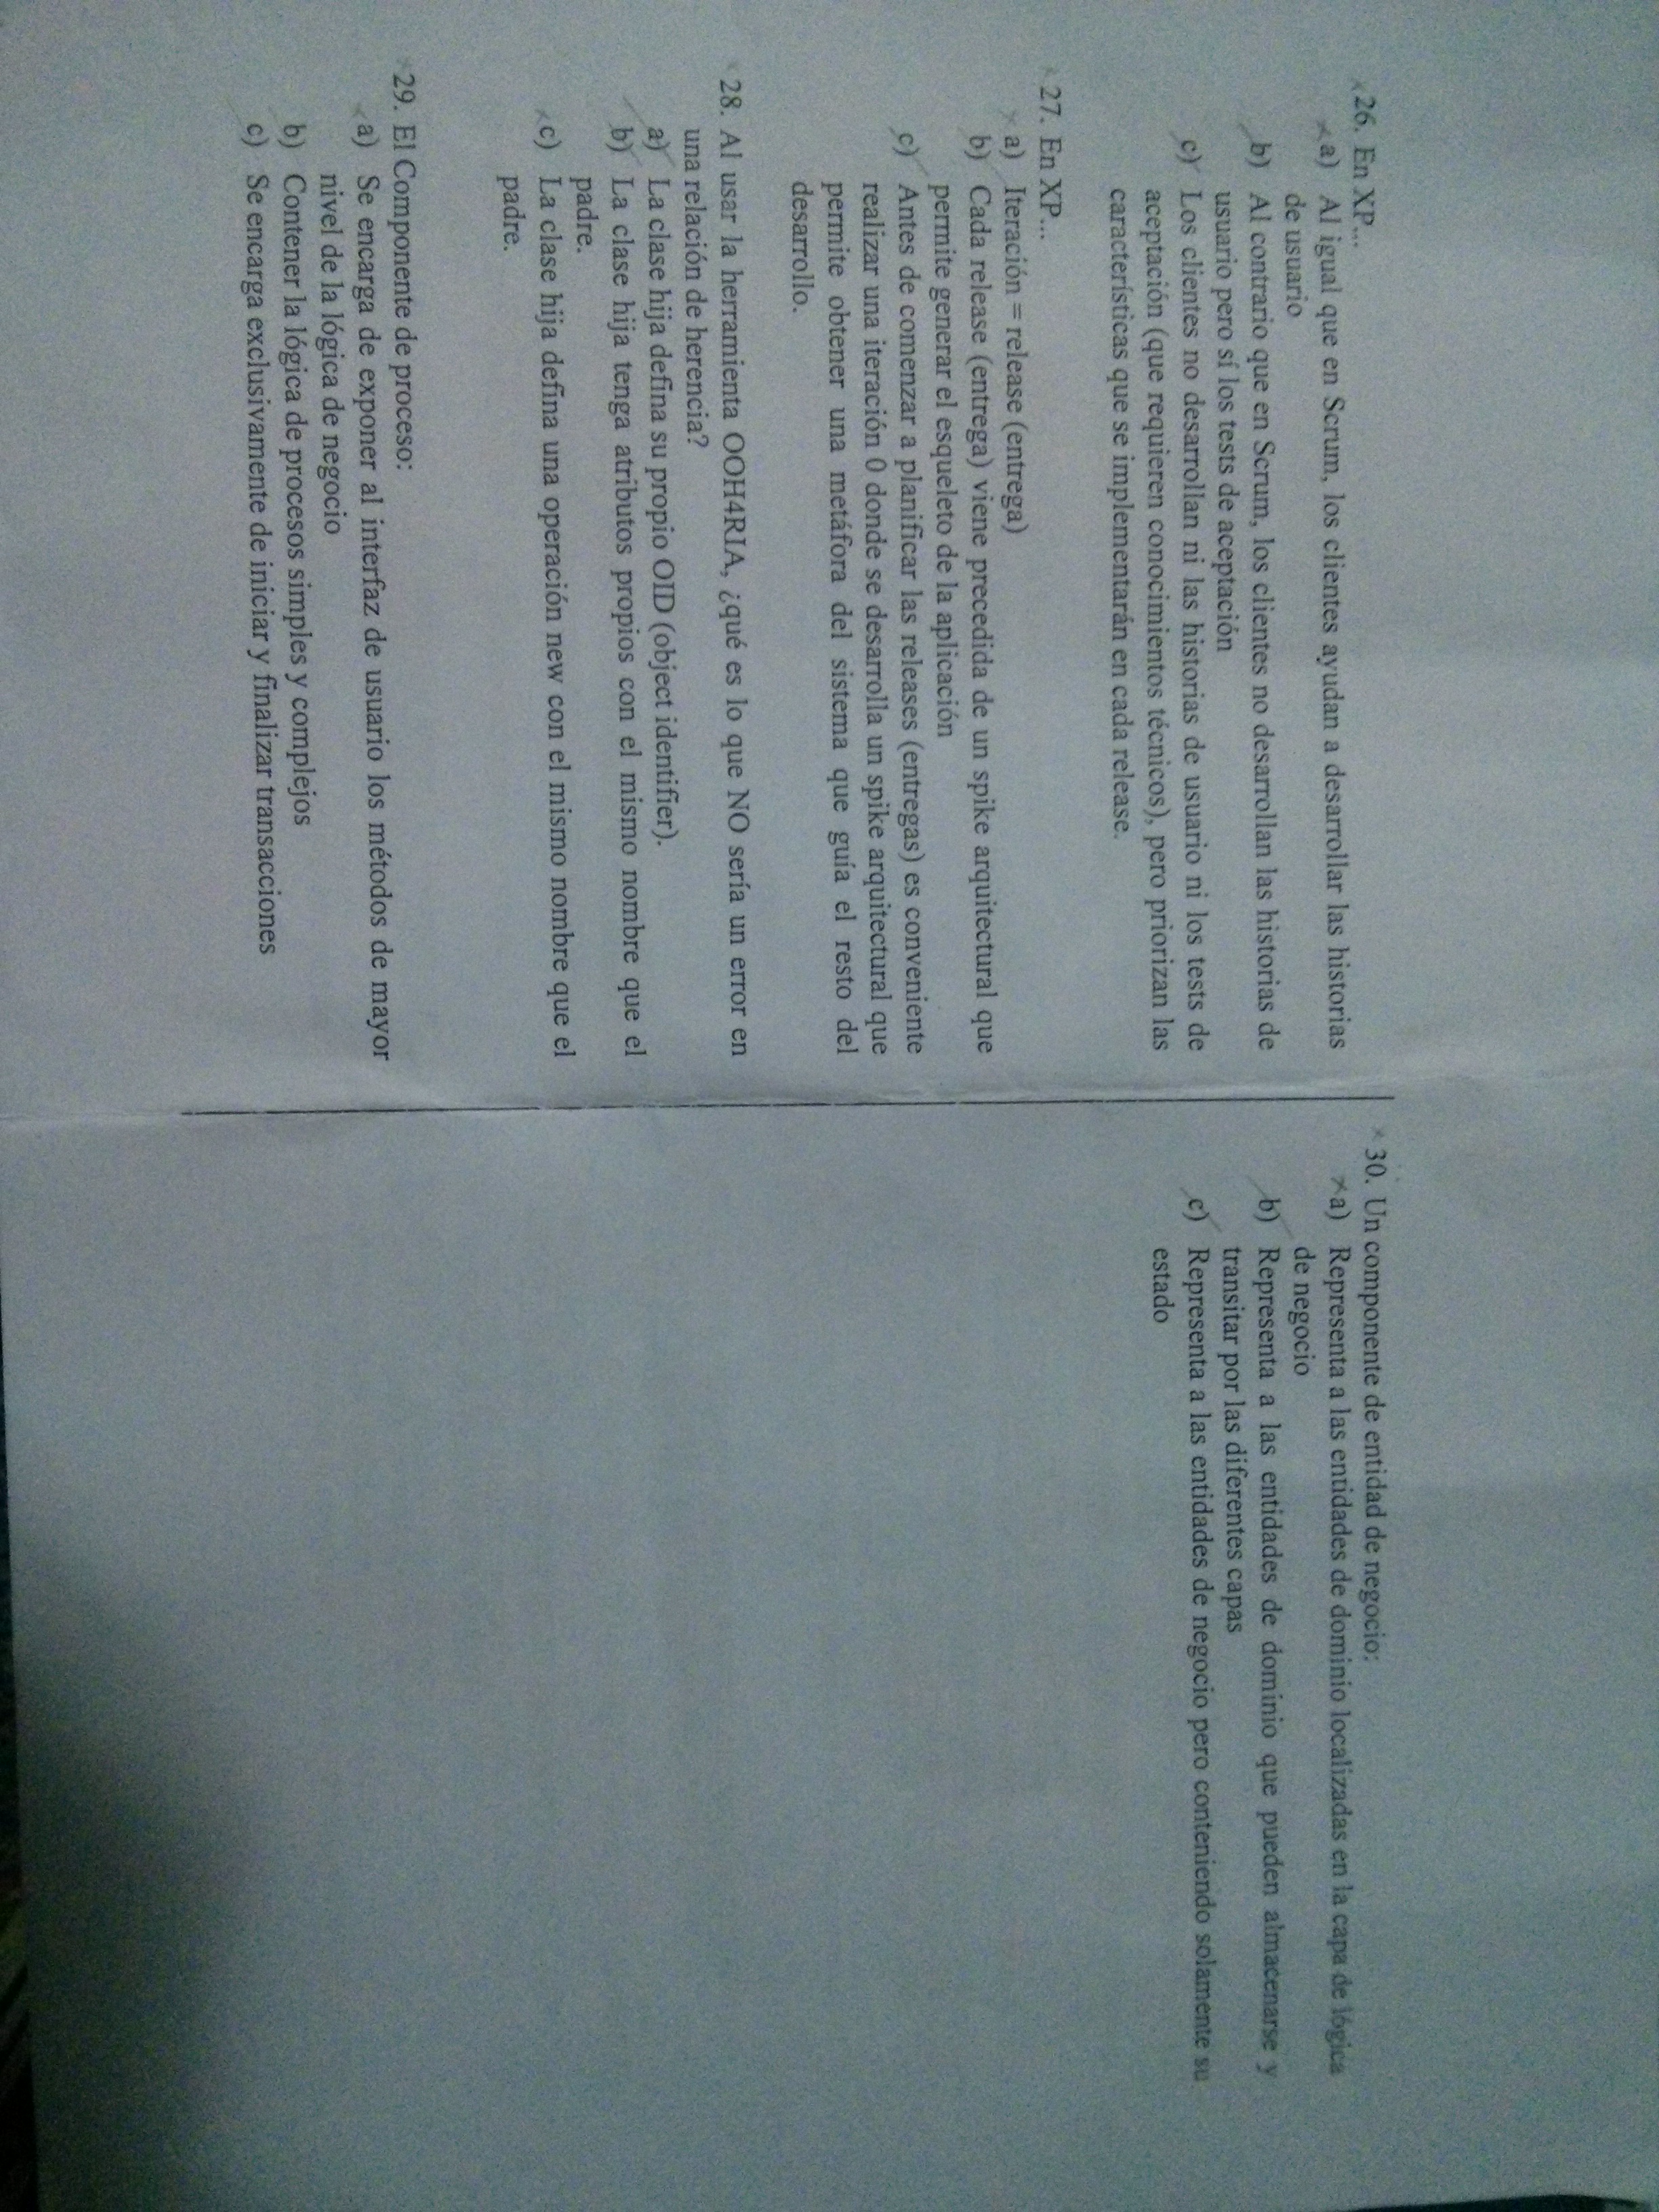 26. En XP...
a) Al igual que en Scrum, los clientes ayudan a desarrollar las historias
de usuario
b) Al contrario que en Scrum, los clientes no desarrollan las historias de
usuario pero sí los tests de aceptación
c) Los clientes no desarrollan ni las historias de usuario ni los tests de
aceptación (que requieren conocimientos técnicos), pero priorizan las
características que se implementarán en cada release.
27. En XP...
a) Iteración = release (entrega)
b) Cada release (entrega) viene precedida de un spike arquitectural que
permite generar el esqueleto de la aplicación
c) Antes de comenzar a planificar las releases (entregas) es conveniente
realizar una iteración 0 donde se desarrolla un spike arquitectural que
permite obtener una metáfora del sistema que guía el resto del
desarrollo.
28. Al usar la herramienta OOH4RIA, ¿qué es lo que NO sería un error en
una relación de herencia?
a) La clase hija defina su propio OID (object identifier).
b) La clase hija tenga atributos propios con el mismo nombre que el
padre.
c) La clase hija defina una operación new con el mismo nombre que el
padre.
29. El Componente de proceso:
a) Se encarga de exponer al interfaz de usuario los métodos de mayor
nivel de la lógica de negocio
b) Contener la lógica de procesos simples y complejos
c) Se encarga exclusivamente de iniciar y finalizar transacciones
30. Un componente de entidad de negocio:
a) Representa a las entidades de dominio localizadas en la capa de lógica
de negocio
b) Representa a las entidades de dominio que pueden almacenarse y
transitar por las diferentes capas
c) Representa a las entidades de negocio pero conteniendo solamente su
estado